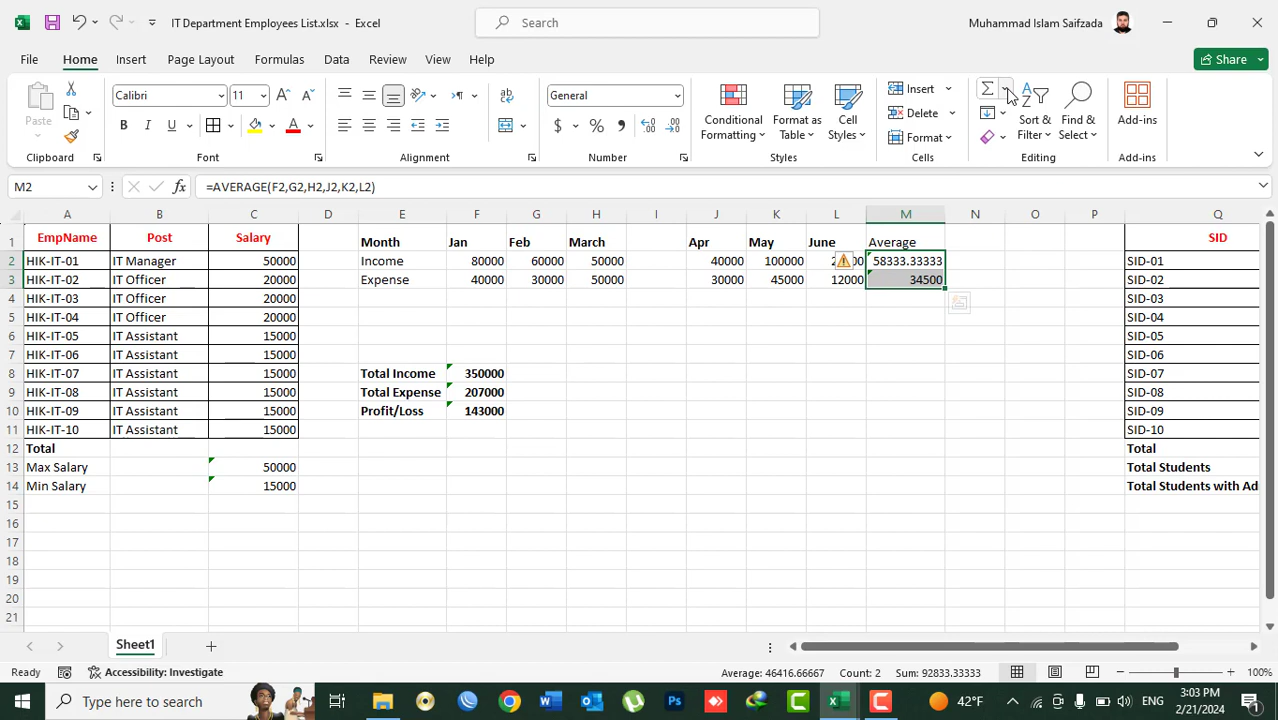 IT Department Employees List.xlsx - Excel
Search
Muhammad Islam Saifzada
File Home Insert Page Layout Formulas Data Review View Help
Share
Paste
Calibri 11
General
Conditional Formatting
Format as Table
Cell Styles
Insert
Delete
Format
Sort & Filter
Find & Select
Add-ins
Clipboard Font Alignment Number Styles Cells Editing Add-ins
M2 =AVERAGE(F2,G2,H2,J2,K2,L2)
A B C D E F G H I J K L M N O P Q
1 EmpName Post Salary Month Jan Feb March Apr May June Average SID
2 HIK-IT-01 IT Manager 50000 Income 80000 60000 50000 40000 100000 58333.33333 SID-01
3 HIK-IT-02 IT Officer 20000 Expense 40000 30000 50000 30000 45000 12000 34500 SID-02
4 HIK-IT-03 IT Officer 20000 SID-03
5 HIK-IT-04 IT Officer 20000 SID-04
6 HIK-IT-05 IT Assistant 15000 SID-05
7 HIK-IT-06 IT Assistant 15000 SID-06
8 HIK-IT-07 IT Assistant 15000 Total Income 350000 SID-07
9 HIK-IT-08 IT Assistant 15000 Total Expense 207000 SID-08
10 HIK-IT-09 IT Assistant 15000 Profit/Loss 143000 SID-09
11 HIK-IT-10 IT Assistant 15000 SID-10
12 Total Total
13 Max Salary 50000 Total Students
14 Min Salary 15000 Total Students with Ad
15
16
17
18
19
20
21
Sheet1
Ready Accessibility: Investigate Average: 46416.66667 Count: 2 Sum: 92833.33333 100%
Type here to search
42°F
ENG
3:03 PM
2/21/2024